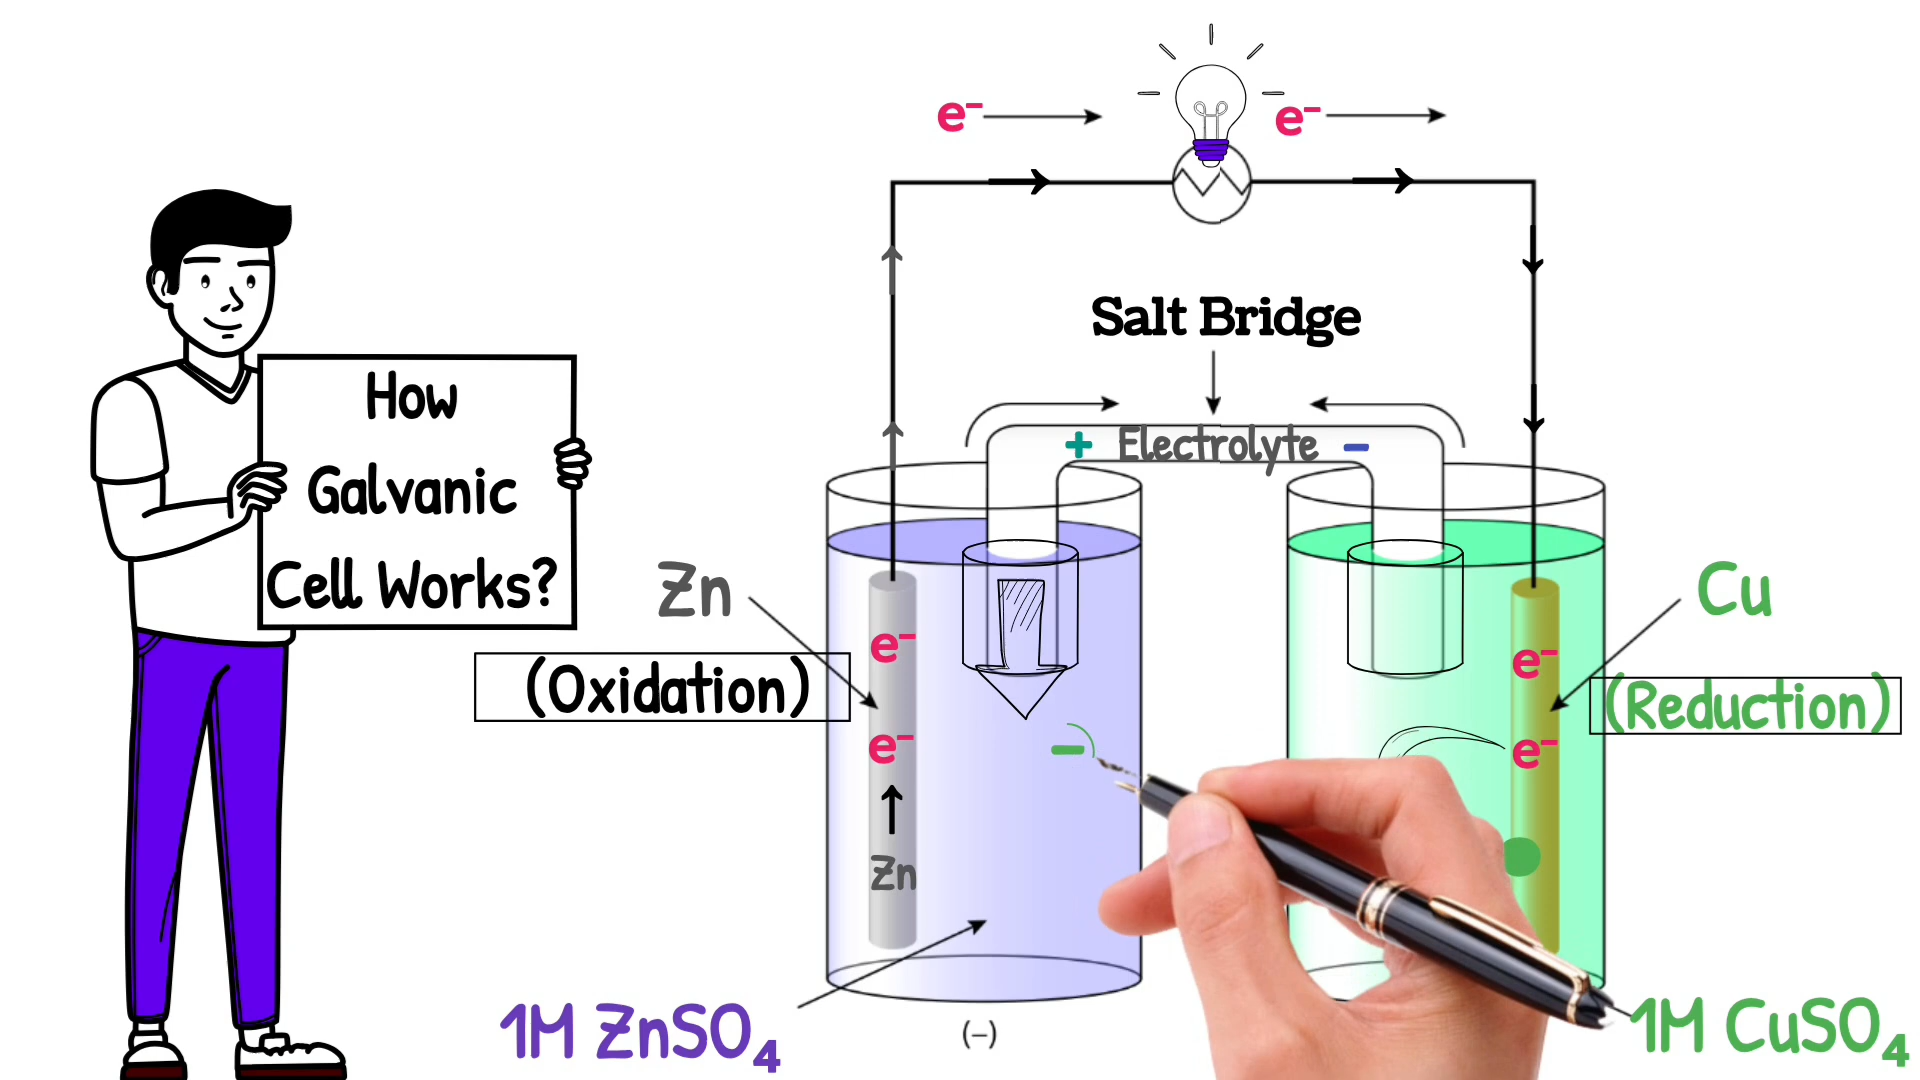 e⁻
e⁻
Salt Bridge
+ Electrolyte −
How
Galvanic
Cell Works?
Zn
(Oxidation)
e⁻
e⁻
Zn
−
Cu
(Reduction)
e⁻
e⁻
1M ZnSO₄
(−)
1M CuSO₄